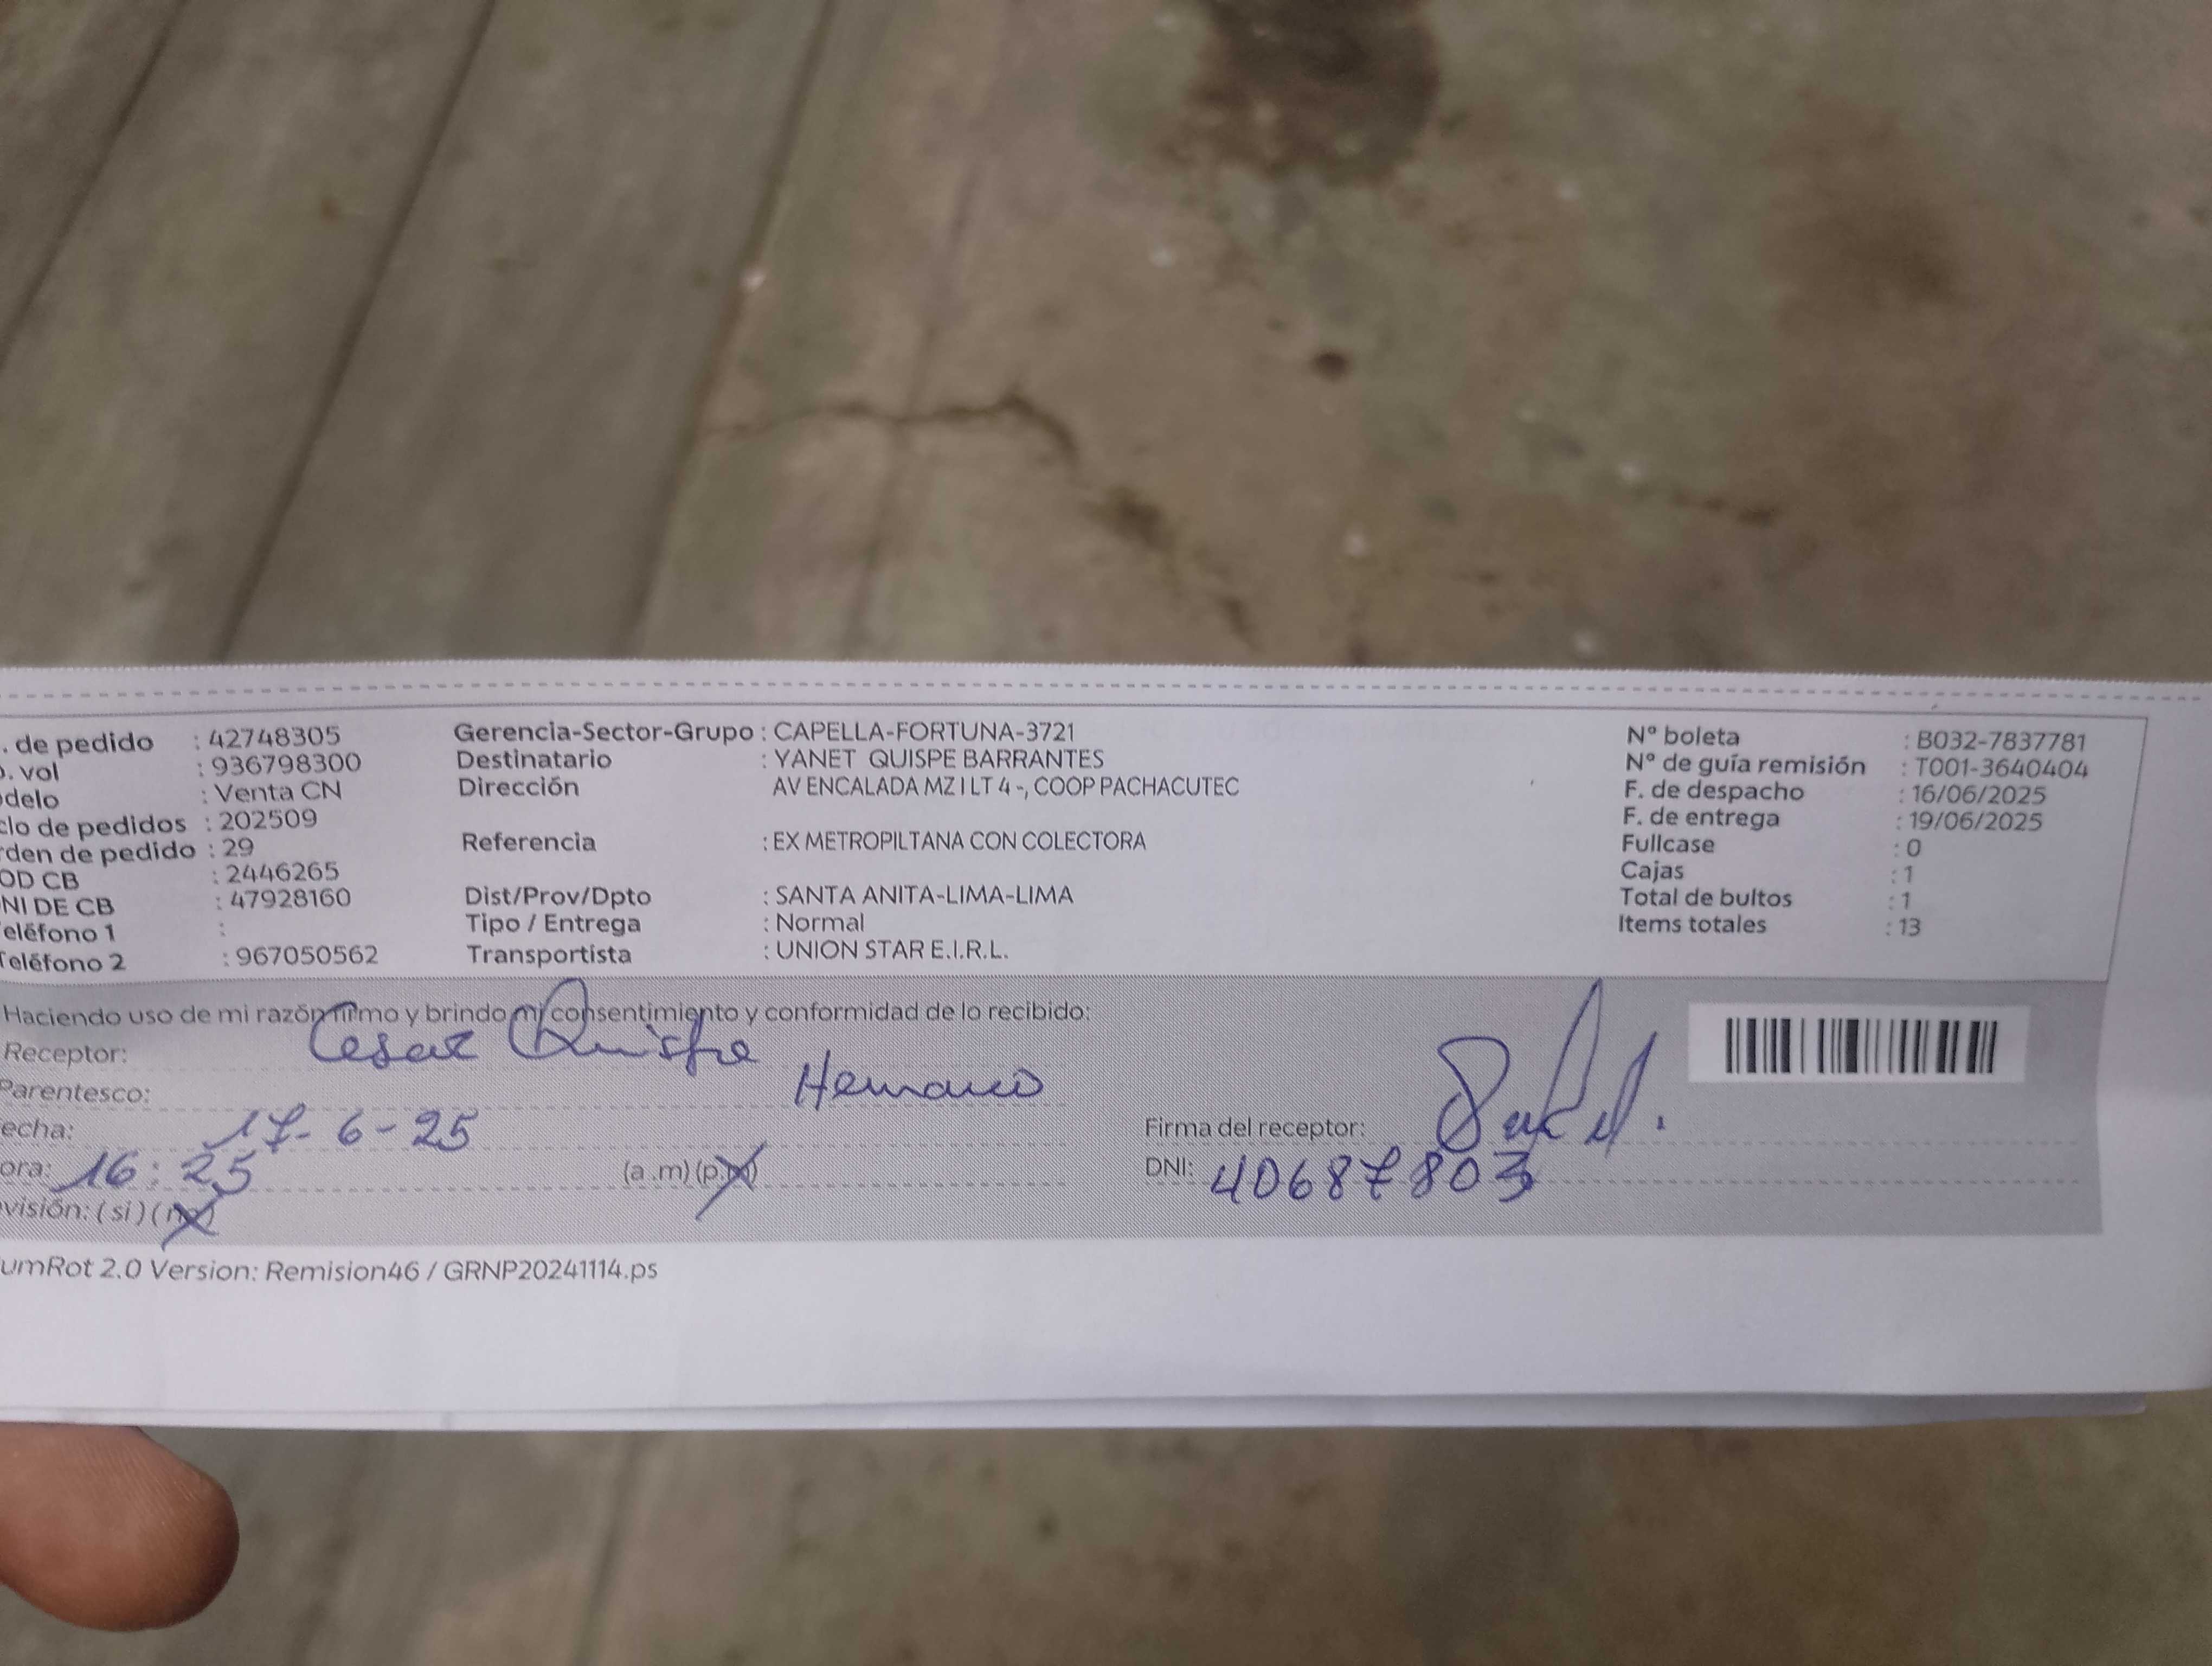 . de pedido : 42748305 Gerencia-Sector-Grupo : CAPELLA-FORTUNA-3721 N° boleta : B032-7837781
. vol : 936798300 Destinatario : YANET QUISPE BARRANTES N° de guía remisión : T001-3640404
delo : Venta CN Dirección AV ENCALADA MZ I LT 4 -, COOP PACHACUTEC F. de despacho : 16/06/2025
clo de pedidos : 202509 F. de entrega : 19/06/2025
rden de pedido : 29 Referencia : EX METROPILTANA CON COLECTORA Fullcase : 0
OD CB : 2446265 Cajas : 1
NI DE CB : 47928160 Dist/Prov/Dpto : SANTA ANITA-LIMA-LIMA Total de bultos : 1
eléfono 1 : Tipo / Entrega : Normal Items totales : 13
Teléfono 2 : 967050562 Transportista : UNION STAR E.I.R.L.
Haciendo uso de mi razón firmo y brindo mi consentimiento y conformidad de lo recibido:
Receptor: Cesar Quispe
Parentesco: Hermano
echa: 17-6-25 Firma del receptor:
ora: 16:25 (a.m) (p.m) DNI: 40687803
visión: (si) (no)
umRot 2.0 Version: Remision46 / GRNP20241114.ps